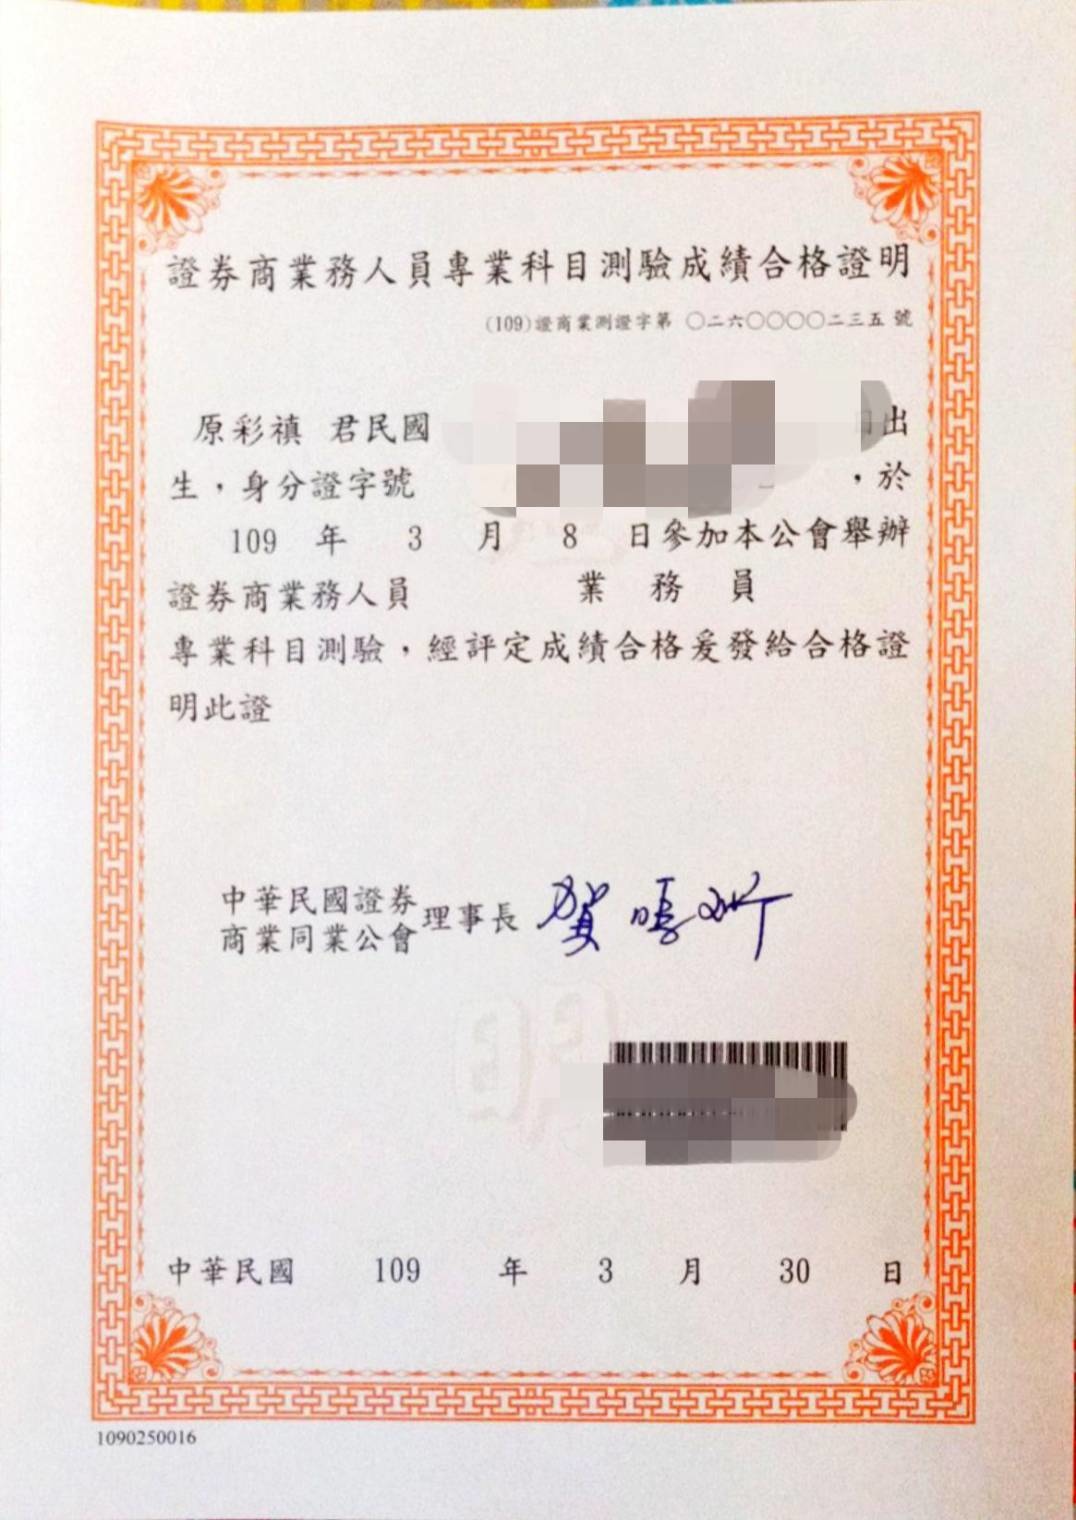 證券商業務人員專業科目測驗成績合格證明
(109)證商業測證字第 〇二六〇〇〇〇二三五 號
原彩禛 君民國 日出
生，身分證字號 ，於
109 年 3 月 8 日參加本公會舉辦
證券商業務人員 業務員
專業科目測驗，經評定成績合格爰發給合格證
明此證
中華民國證券
商業同業公會
理事長 賀鳴珩
中華民國 109 年 3 月 30 日
1090250016